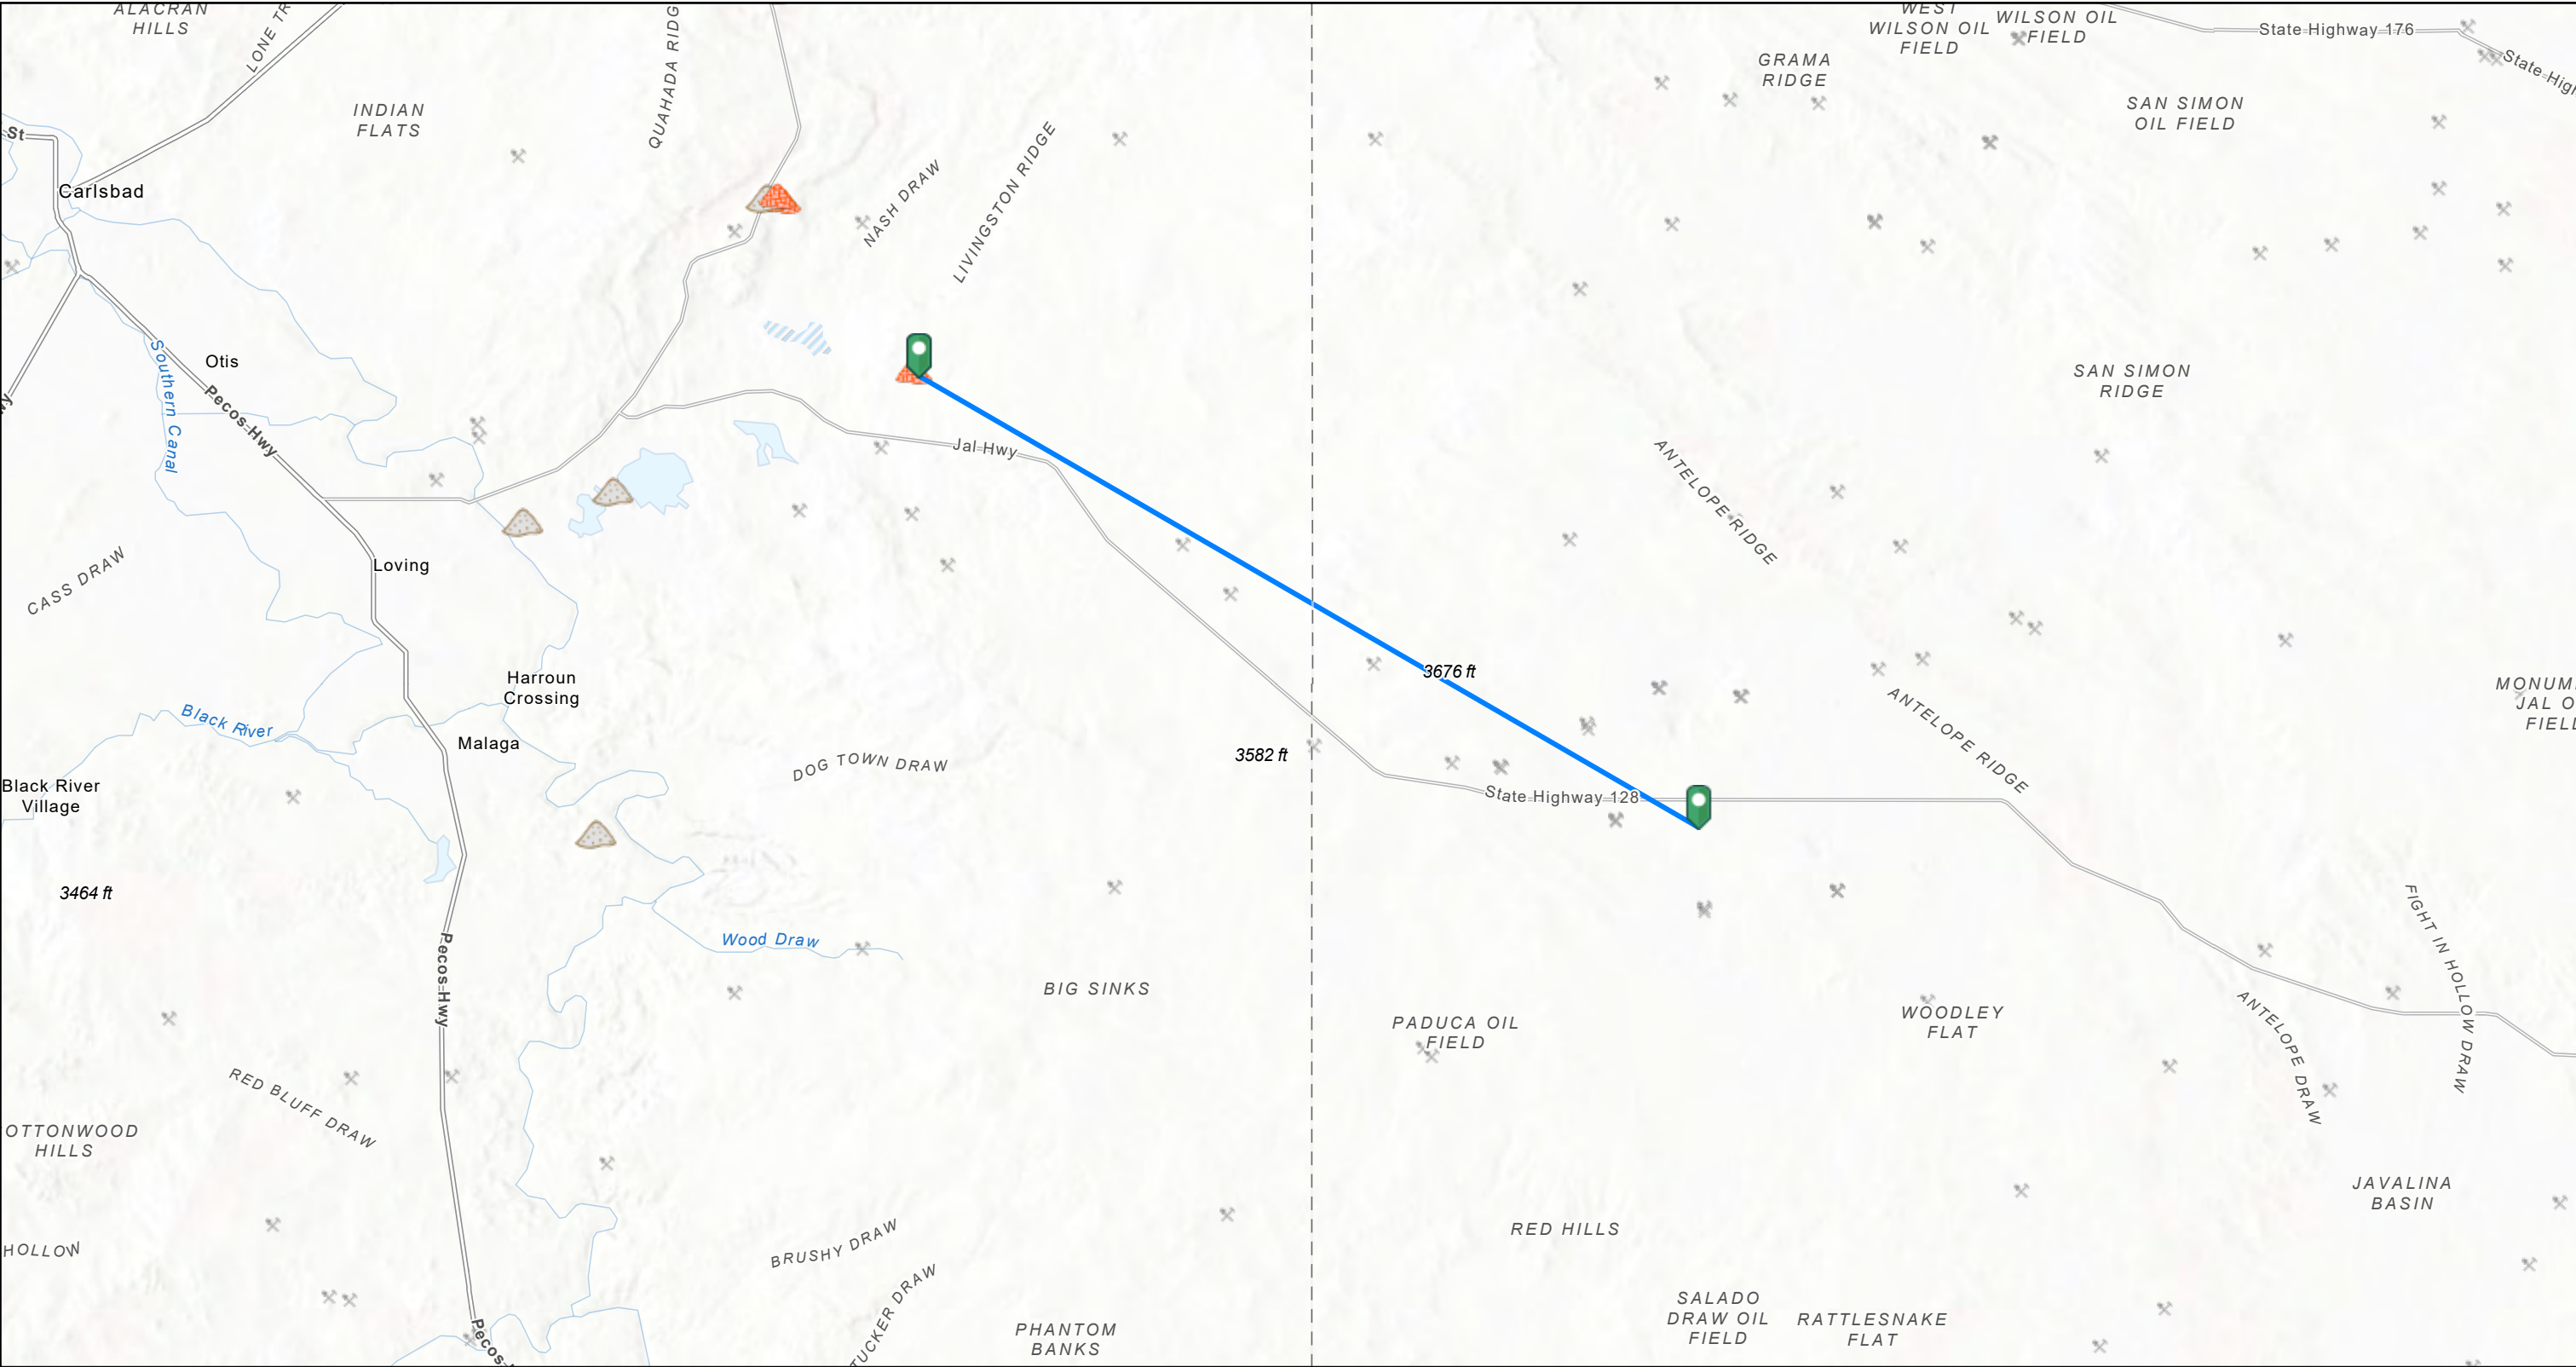 ALACRAN
HILLS
LONE TR
QUAHADA RIDG
WEST
WILSON OIL
FIELD
WILSON OIL
FIELD
State Highway 176
State High
GRAMA
RIDGE
INDIAN
FLATS
SAN SIMON
OIL FIELD
St
Carlsbad
NASH DRAW
LIVINGSTON RIDGE
Otis
Southern Canal
Pecos Hwy
SAN SIMON
RIDGE
Jal Hwy
ANTELOPE RIDGE
CASS DRAW
Loving
Harroun
Crossing
3676 ft
MONUM
JAL O
FIEL
Black River
Malaga
ANTELOPE RIDGE
3582 ft
DOG TOWN DRAW
Black River
Village
State Highway 128
3464 ft
Pecos Hwy
Wood Draw
FIGHT IN HOLLOW DRAW
BIG SINKS
PADUCA OIL
FIELD
WOODLEY
FLAT
ANTELOPE DRAW
RED BLUFF DRAW
OTTONWOOD
HILLS
JAVALINA
BASIN
HOLLOW
BRUSHY DRAW
RED HILLS
TUCKER DRAW
SALADO
DRAW OIL
FIELD
RATTLESNAKE
FLAT
PHANTOM
BANKS
Pecos